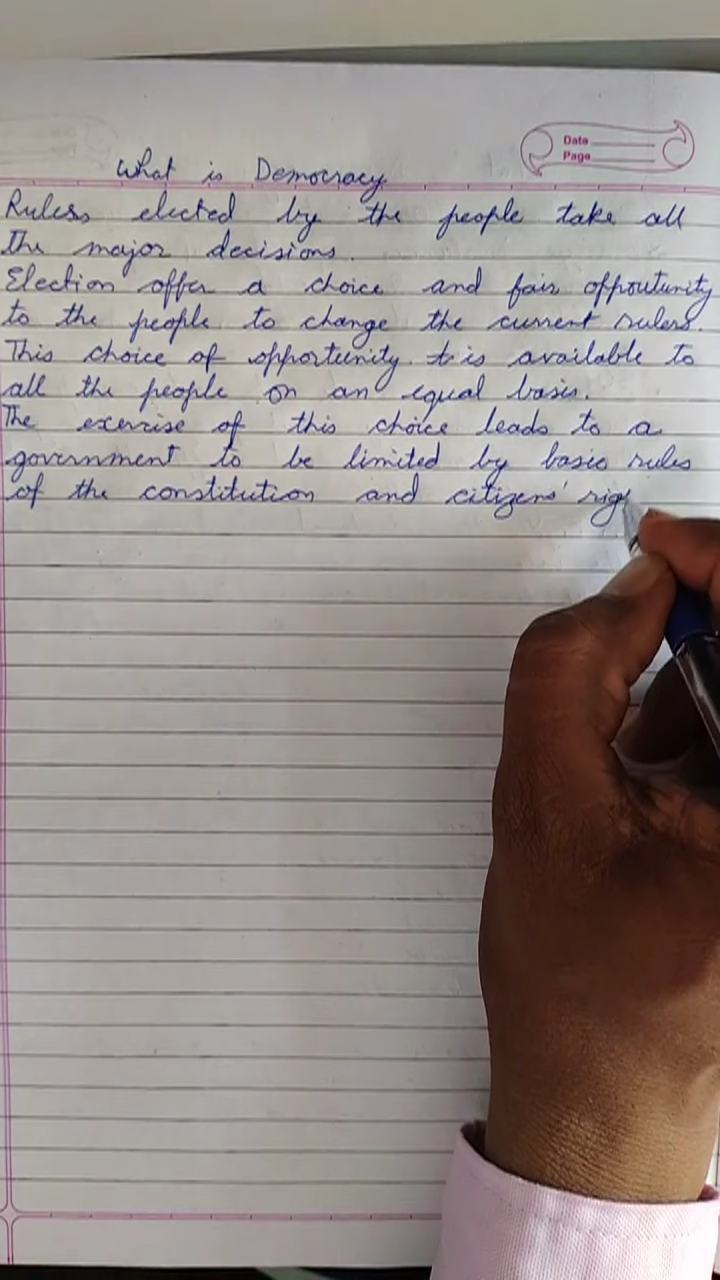 Date
Page
What is Democracy
Rulers elected by the people take all
the major decisions.
Election offer a choice and fair oppoutunity
to the people to change the current rulers.
This choice of opportunity t is available to
all the people on an equal basis.
The exercise of this choice leads to a
government to be limited by basic rules
of the constitution and citizens' rig